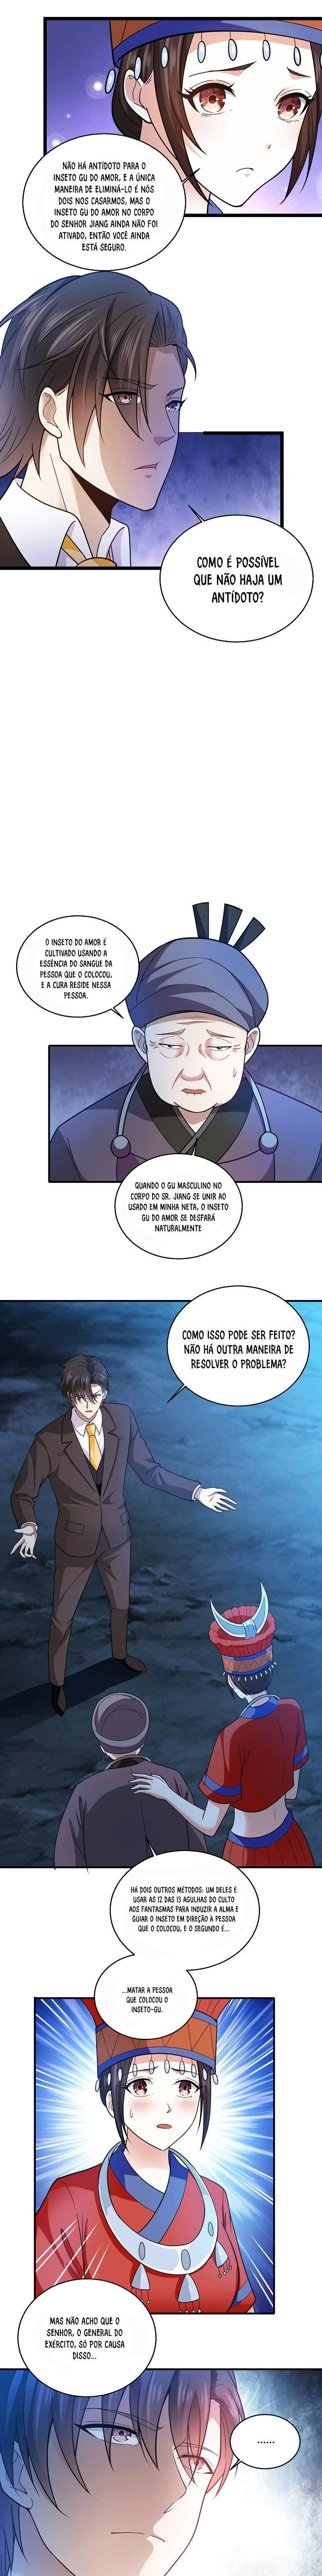 NÃO HÁ ANTÍDOTO PARA O
INSETO GU DO AMOR, E A ÚNICA
MANEIRA DE ELIMINÁ-LO É NÓS
DOIS NOS CASARMOS, MAS O
INSETO GU DO AMOR NO CORPO
DO SENHOR JIANG AINDA NÃO FOI
ATIVADO, ENTÃO VOCÊ AINDA
ESTÁ SEGURO.
COMO É POSSÍVEL
QUE NÃO HAJA UM
ANTÍDOTO?
O INSETO DO AMOR É
CULTIVADO USANDO A
ESSÊNCIA DO SANGUE DA
PESSOA QUE O COLOCOU,
E A CURA RESIDE NESSA
PESSOA.
QUANDO O GU MASCULINO NO
CORPO DO SR. JIANG SE UNIR AO
USADO EM MINHA NETA, O INSETO
GU DO AMOR SE DESFARÁ
NATURALMENTE
COMO ISSO PODE SER FEITO?
NÃO HÁ OUTRA MANEIRA DE
RESOLVER O PROBLEMA?
HÁ DOIS OUTROS MÉTODOS: UM DELES É
USAR AS 12 DAS 13 AGULHAS DO CULTO
AOS FANTASMAS PARA INDUZIR A ALMA E
GUIAR O INSETO EM DIREÇÃO À PESSOA
QUE O COLOCOU, E O SEGUNDO É...
...MATAR A PESSOA
QUE COLOCOU O
INSETO-GU.
MAS NÃO ACHO QUE O
SENHOR, O GENERAL DO
EXÉRCITO, SÓ POR CAUSA
DISSO...
......